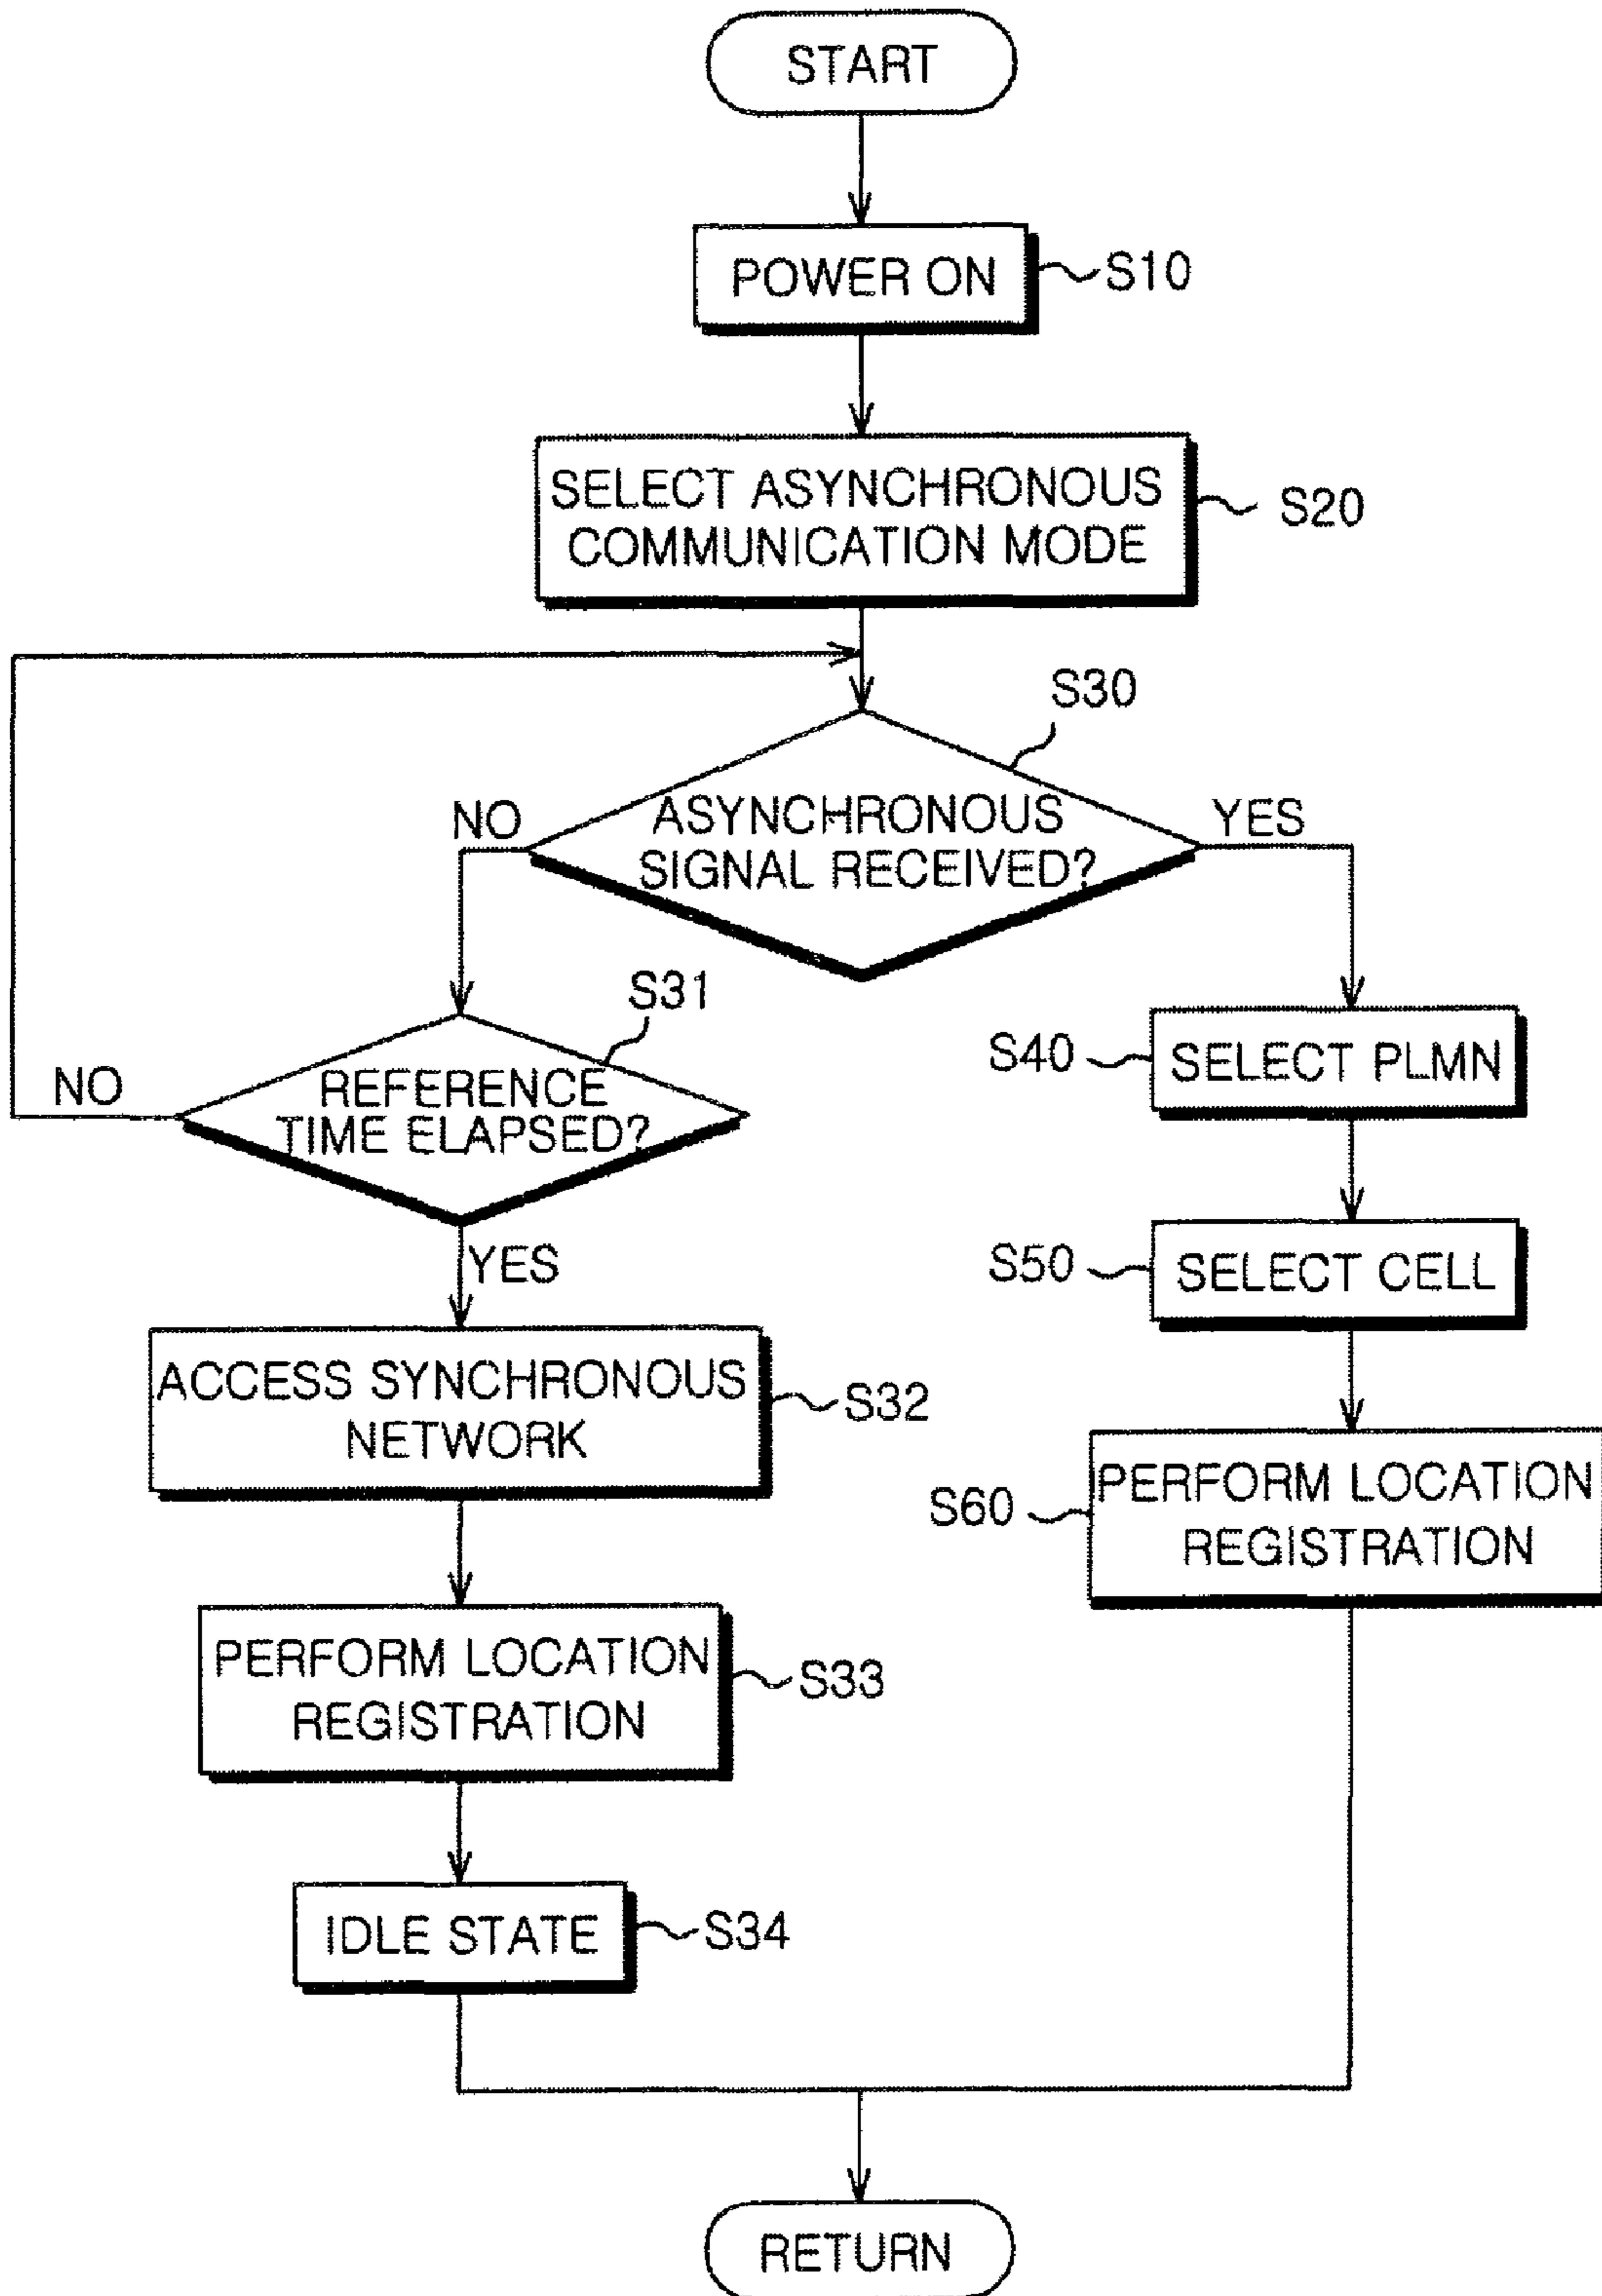 START
POWER ON
S10
SELECT ASYNCHRONOUS
COMMUNICATION MODE
S20
S30
NO
ASYNCHRONOUS
SIGNAL RECEIVED?
YES
S31
NO
REFERENCE
TIME ELAPSED?
YES
S40
SELECT PLMN
S50
SELECT CELL
ACCESS SYNCHRONOUS
NETWORK
S32
S60
PERFORM LOCATION
REGISTRATION
PERFORM LOCATION
REGISTRATION
S33
IDLE STATE
S34
RETURN